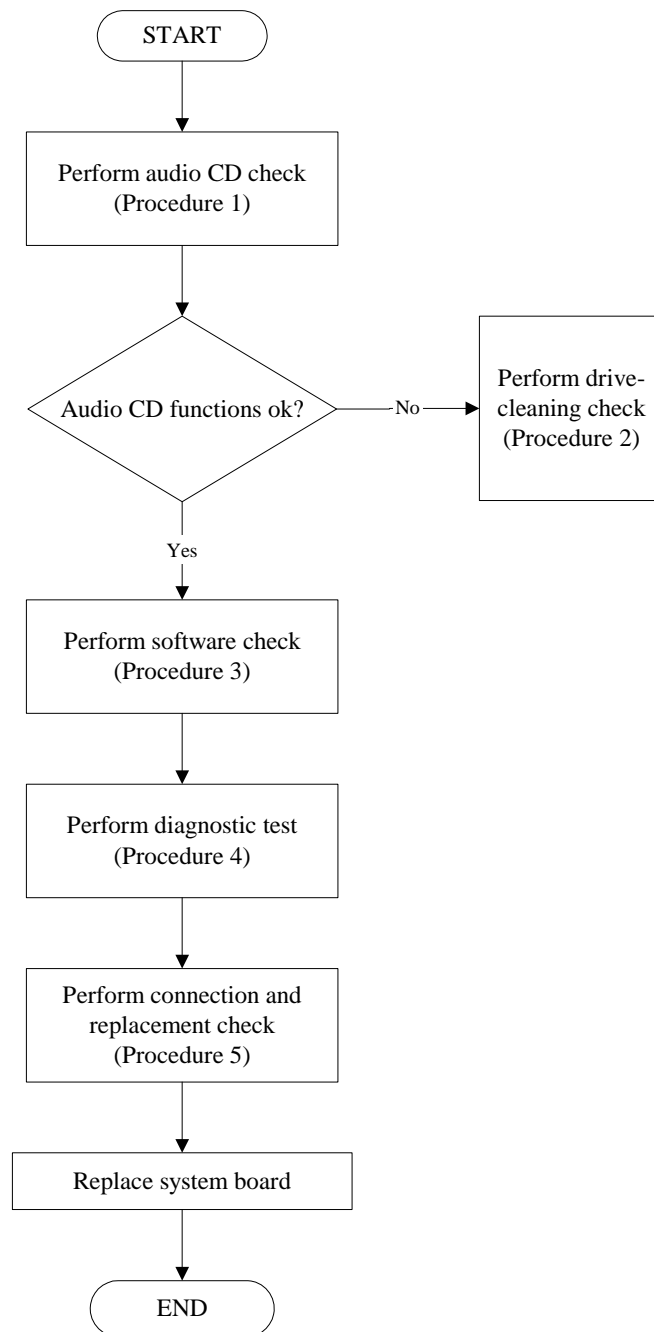 START
Perform audio CD check
(Procedure 1)
Audio CD functions ok?
No
Perform drive-
cleaning check
(Procedure 2)
Yes
Perform software check
(Procedure 3)
Perform diagnostic test
(Procedure 4)
Perform connection and
replacement check
(Procedure 5)
Replace system board
END